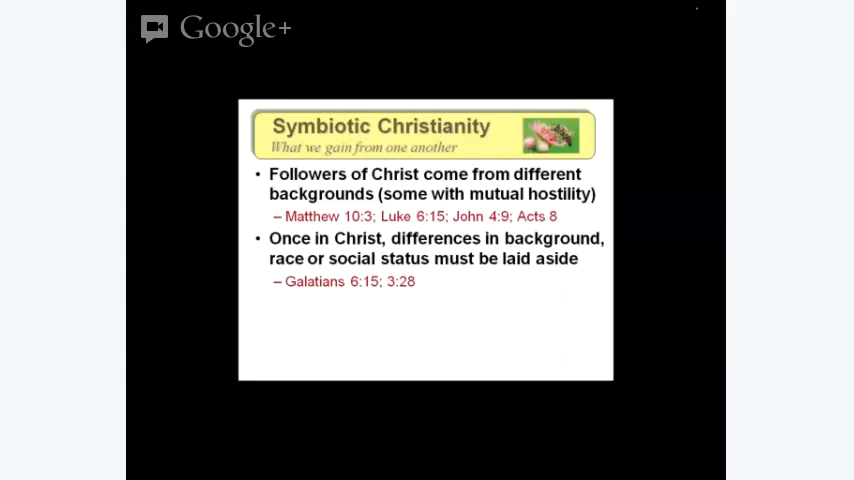 Google+
Symbiotic Christianity
What we gain from one another
• Followers of Christ come from different
backgrounds (some with mutual hostility)
– Matthew 10:3; Luke 6:15; John 4:9; Acts 8
• Once in Christ, differences in background,
race or social status must be laid aside
– Galatians 6:15; 3:28